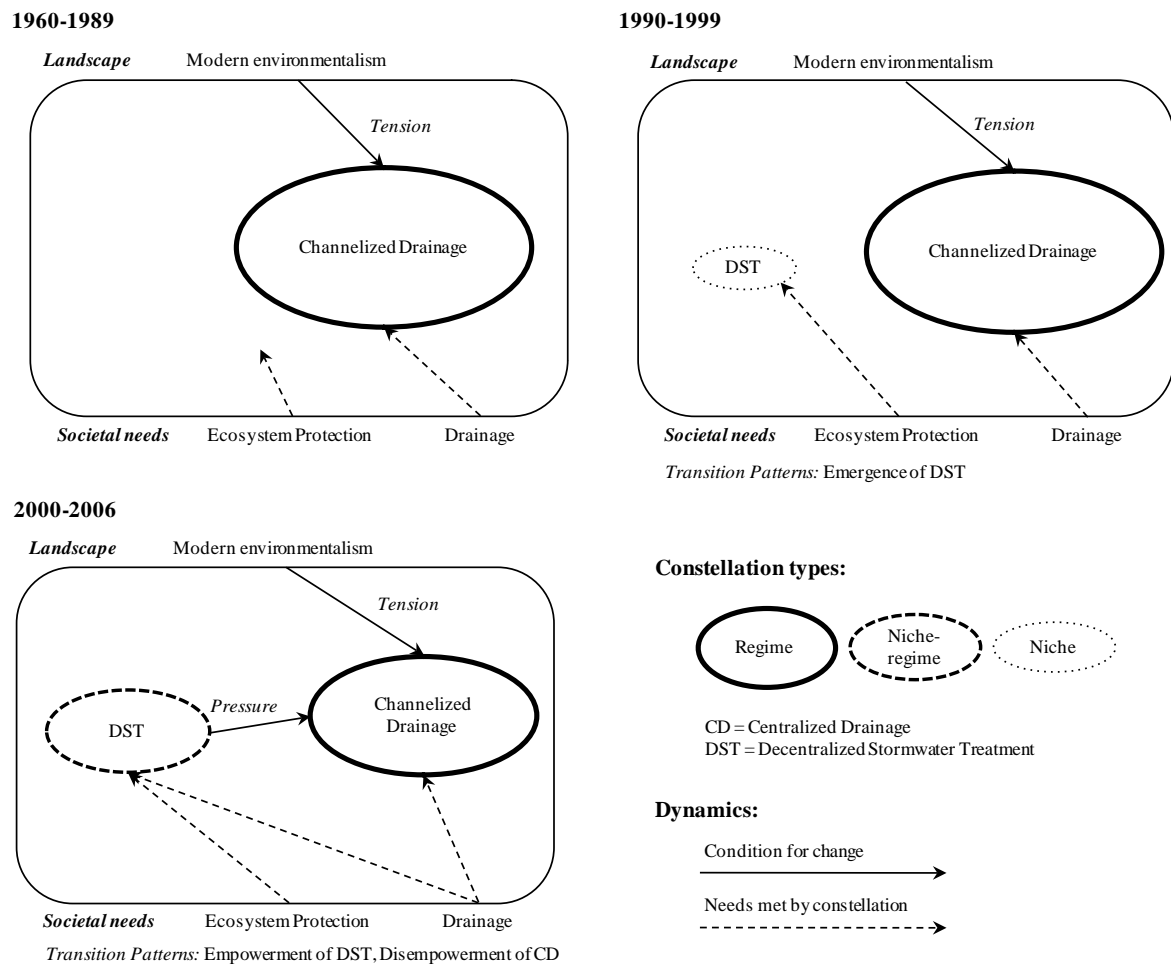 1960-1989
Landscape Modern environmentalism
Tension
Channelized Drainage
Societal needs Ecosystem Protection Drainage
1990-1999
Landscape Modern environmentalism
Tension
DST
Channelized Drainage
Societal needs Ecosystem Protection Drainage
Transition Patterns: Emergence of DST
2000-2006
Landscape Modern environmentalism
Tension
DST
Pressure
Channelized
Drainage
Societal needs Ecosystem Protection Drainage
Transition Patterns: Empowerment of DST, Disempowerment of CD
Constellation types:
Regime
Niche-
regime
Niche
CD = Centralized Drainage
DST = Decentralized Stormwater Treatment
Dynamics:
Condition for change
Needs met by constellation